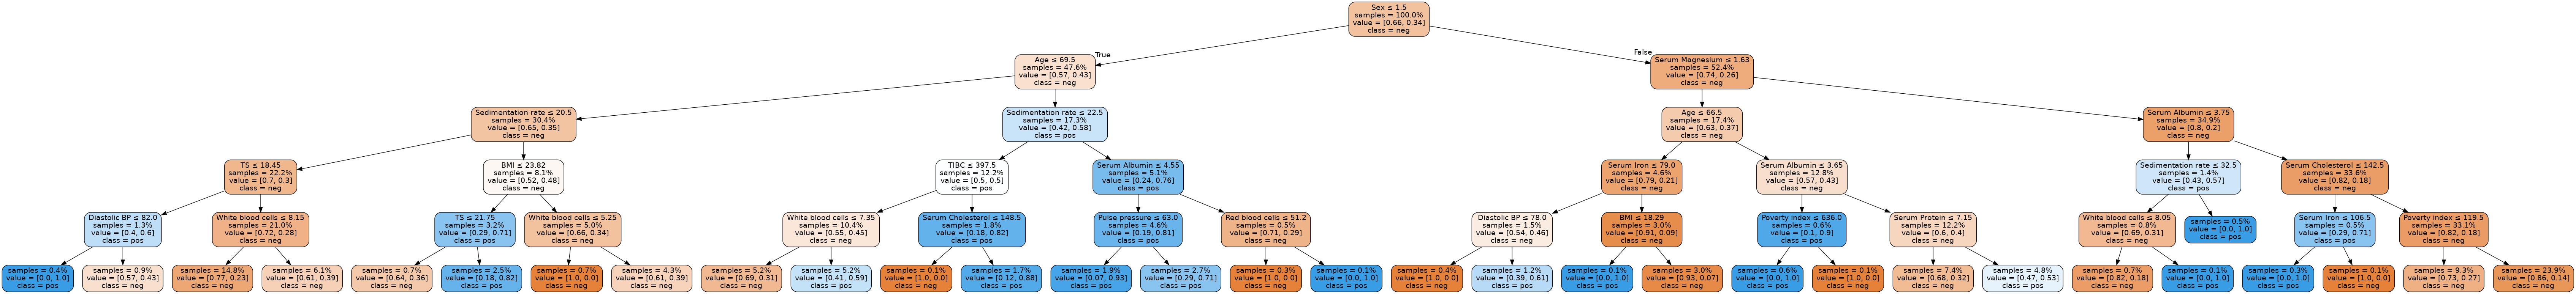 Sex ≤ 1.5
samples = 100.0%
value = [0.66, 0.34]
class = neg
True
False
Age ≤ 69.5
samples = 47.6%
value = [0.57, 0.43]
class = neg
Serum Magnesium ≤ 1.63
samples = 52.4%
value = [0.74, 0.26]
class = neg
Sedimentation rate ≤ 20.5
samples = 30.4%
value = [0.65, 0.35]
class = neg
Sedimentation rate ≤ 22.5
samples = 17.3%
value = [0.42, 0.58]
class = pos
Age ≤ 66.5
samples = 17.4%
value = [0.63, 0.37]
class = neg
Serum Albumin ≤ 3.75
samples = 34.9%
value = [0.8, 0.2]
class = neg
TS ≤ 18.45
samples = 22.2%
value = [0.7, 0.3]
class = neg
BMI ≤ 23.82
samples = 8.1%
value = [0.52, 0.48]
class = neg
TIBC ≤ 397.5
samples = 12.2%
value = [0.5, 0.5]
class = pos
Serum Albumin ≤ 4.55
samples = 5.1%
value = [0.24, 0.76]
class = pos
Serum Iron ≤ 79.0
samples = 4.6%
value = [0.79, 0.21]
class = neg
Serum Albumin ≤ 3.65
samples = 12.8%
value = [0.57, 0.43]
class = neg
Sedimentation rate ≤ 32.5
samples = 1.4%
value = [0.43, 0.57]
class = pos
Serum Cholesterol ≤ 142.5
samples = 33.6%
value = [0.82, 0.18]
class = neg
Diastolic BP ≤ 82.0
samples = 1.3%
value = [0.4, 0.6]
class = pos
White blood cells ≤ 8.15
samples = 21.0%
value = [0.72, 0.28]
class = neg
TS ≤ 21.75
samples = 3.2%
value = [0.29, 0.71]
class = pos
White blood cells ≤ 5.25
samples = 5.0%
value = [0.66, 0.34]
class = neg
White blood cells ≤ 7.35
samples = 10.4%
value = [0.55, 0.45]
class = neg
Serum Cholesterol ≤ 148.5
samples = 1.8%
value = [0.18, 0.82]
class = pos
Pulse pressure ≤ 63.0
samples = 4.6%
value = [0.19, 0.81]
class = pos
Red blood cells ≤ 51.2
samples = 0.5%
value = [0.71, 0.29]
class = neg
Diastolic BP ≤ 78.0
samples = 1.5%
value = [0.54, 0.46]
class = neg
BMI ≤ 18.29
samples = 3.0%
value = [0.91, 0.09]
class = neg
Poverty index ≤ 636.0
samples = 0.6%
value = [0.1, 0.9]
class = pos
Serum Protein ≤ 7.15
samples = 12.2%
value = [0.6, 0.4]
class = neg
White blood cells ≤ 8.05
samples = 0.8%
value = [0.69, 0.31]
class = neg
samples = 0.5%
value = [0.0, 1.0]
class = pos
Serum Iron ≤ 106.5
samples = 0.5%
value = [0.29, 0.71]
class = pos
Poverty index ≤ 119.5
samples = 33.1%
value = [0.82, 0.18]
class = neg
samples = 0.4%
value = [0.0, 1.0]
class = pos
samples = 0.9%
value = [0.57, 0.43]
class = neg
samples = 14.8%
value = [0.77, 0.23]
class = neg
samples = 6.1%
value = [0.61, 0.39]
class = neg
samples = 0.7%
value = [0.64, 0.36]
class = neg
samples = 2.5%
value = [0.18, 0.82]
class = pos
samples = 0.7%
value = [1.0, 0.0]
class = neg
samples = 4.3%
value = [0.61, 0.39]
class = neg
samples = 5.2%
value = [0.69, 0.31]
class = neg
samples = 5.2%
value = [0.41, 0.59]
class = pos
samples = 0.1%
value = [1.0, 0.0]
class = neg
samples = 1.7%
value = [0.12, 0.88]
class = pos
samples = 1.9%
value = [0.07, 0.93]
class = pos
samples = 2.7%
value = [0.29, 0.71]
class = pos
samples = 0.3%
value = [1.0, 0.0]
class = neg
samples = 0.1%
value = [0.0, 1.0]
class = pos
samples = 0.4%
value = [1.0, 0.0]
class = neg
samples = 1.2%
value = [0.39, 0.61]
class = pos
samples = 0.1%
value = [0.0, 1.0]
class = pos
samples = 3.0%
value = [0.93, 0.07]
class = neg
samples = 0.6%
value = [0.0, 1.0]
class = pos
samples = 0.1%
value = [1.0, 0.0]
class = neg
samples = 7.4%
value = [0.68, 0.32]
class = neg
samples = 4.8%
value = [0.47, 0.53]
class = pos
samples = 0.7%
value = [0.82, 0.18]
class = neg
samples = 0.1%
value = [0.0, 1.0]
class = pos
samples = 0.3%
value = [0.0, 1.0]
class = pos
samples = 0.1%
value = [1.0, 0.0]
class = neg
samples = 9.3%
value = [0.73, 0.27]
class = neg
samples = 23.9%
value = [0.86, 0.14]
class = neg